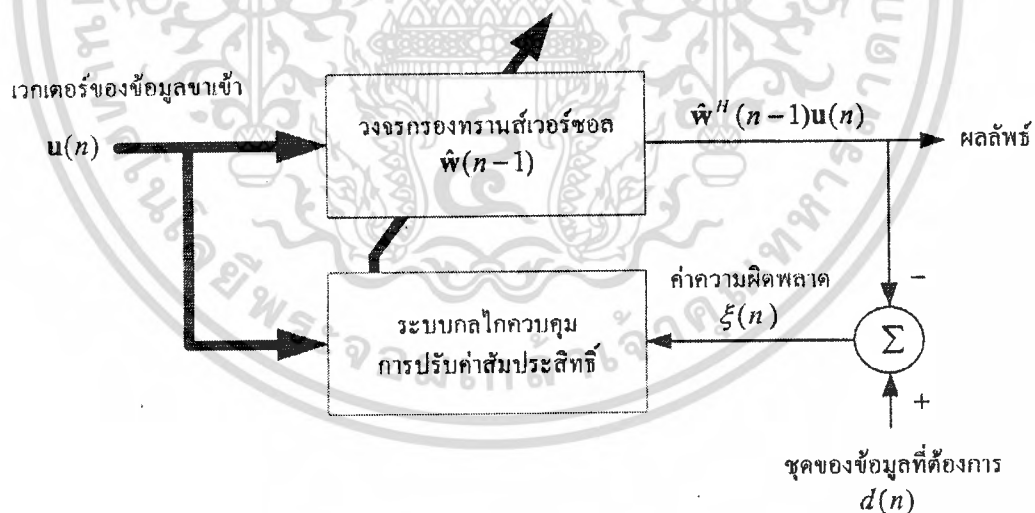 เวกเตอร์ของข้อมูลขาเข้า
u(n)
วงจรกรองทรานส์เวอร์ซอล
ŵ(n−1)
ŵᴴ(n−1)u(n)
ผลลัพธ์
ระบบกลไกควบคุม
การปรับค่าสัมประสิทธิ์
ค่าความผิดพลาด
ξ(n)
−
Σ
+
ชุดของข้อมูลที่ต้องการ
d(n)